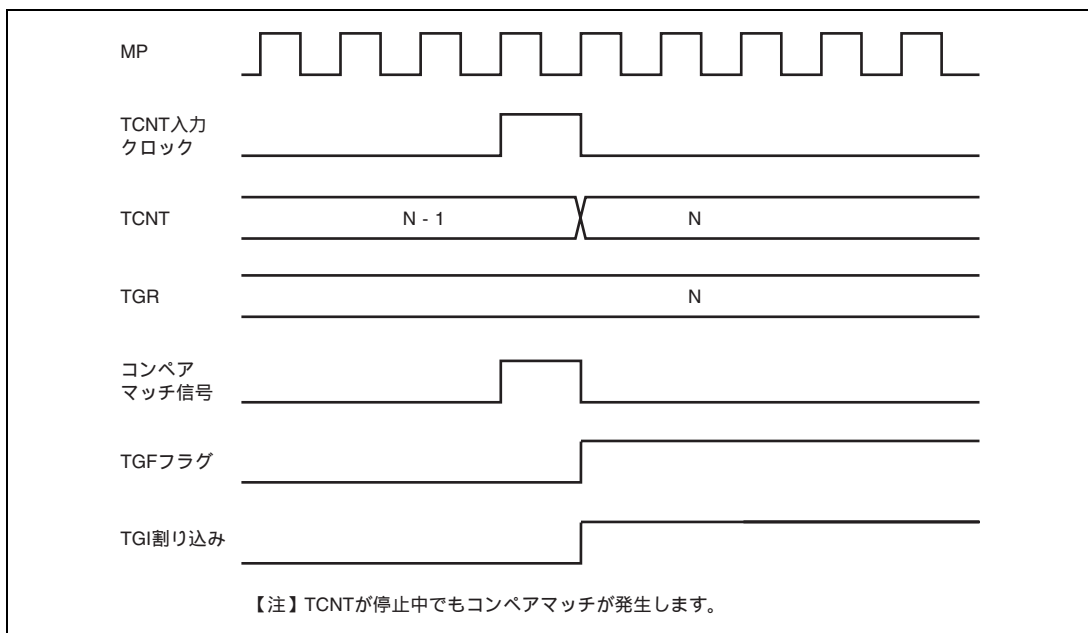 MP
TCNT入力
クロック
TCNT
N - 1
N
TGR
N
コンペア
マッチ信号
TGFフラグ
TGI割り込み
【注】TCNTが停止中でもコンペアマッチが発生します。